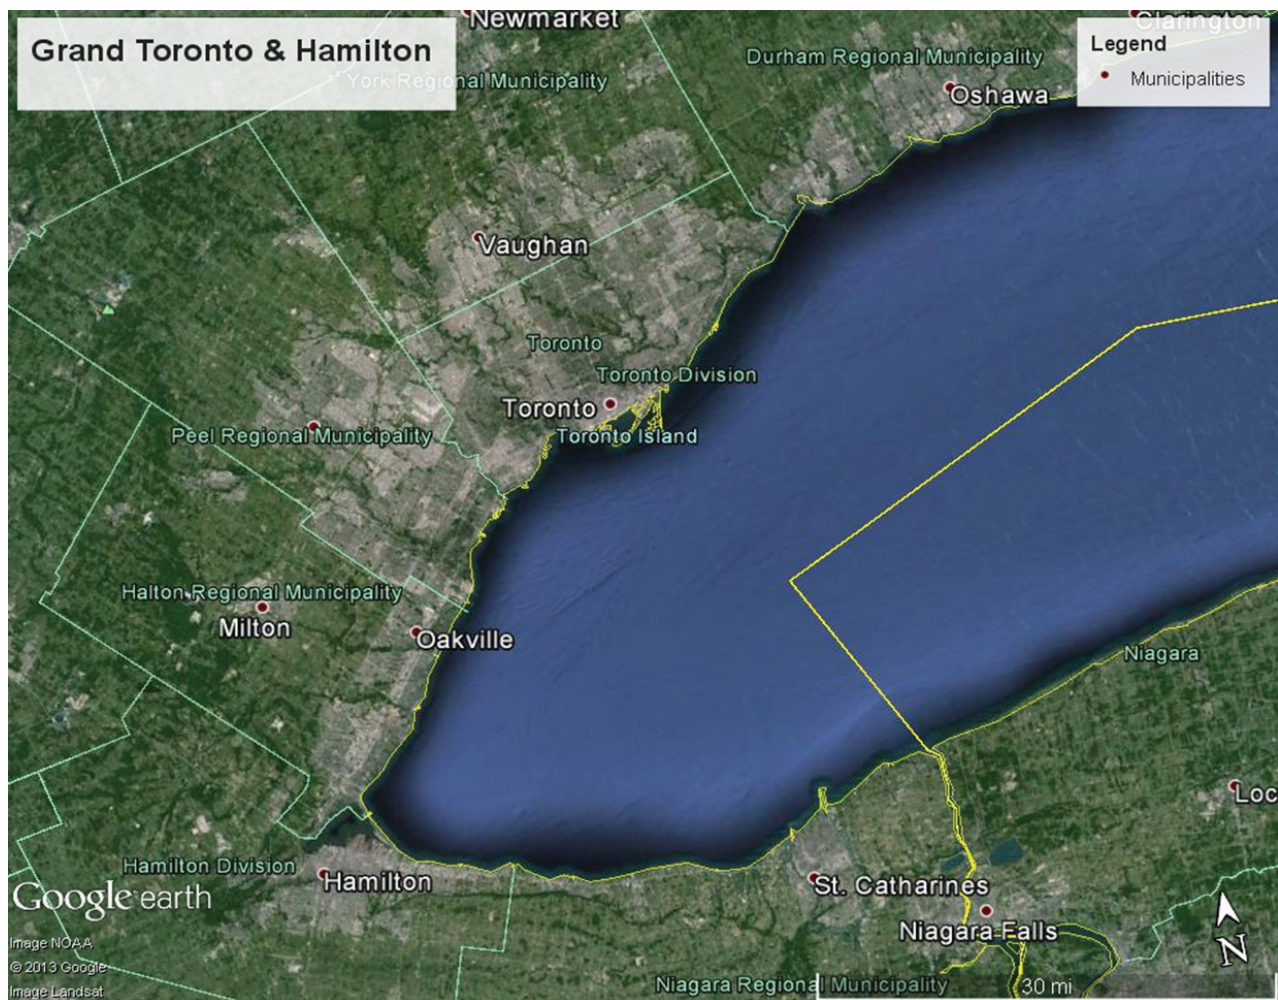 Newmarket
Clarington
Grand Toronto & Hamilton
Legend
Municipalities
York Regional Municipality
Durham Regional Municipality
Oshawa
Vaughan
Toronto
Toronto Division
Toronto
Toronto Island
Peel Regional Municipality
Halton Regional Municipality
Milton
Oakville
Niagara
Loc
Hamilton Division
Hamilton
St. Catharines
Google earth
Niagara Falls
N
Image NOAA
© 2013 Google
Image Landsat
Niagara Regional Municipality
30 mi